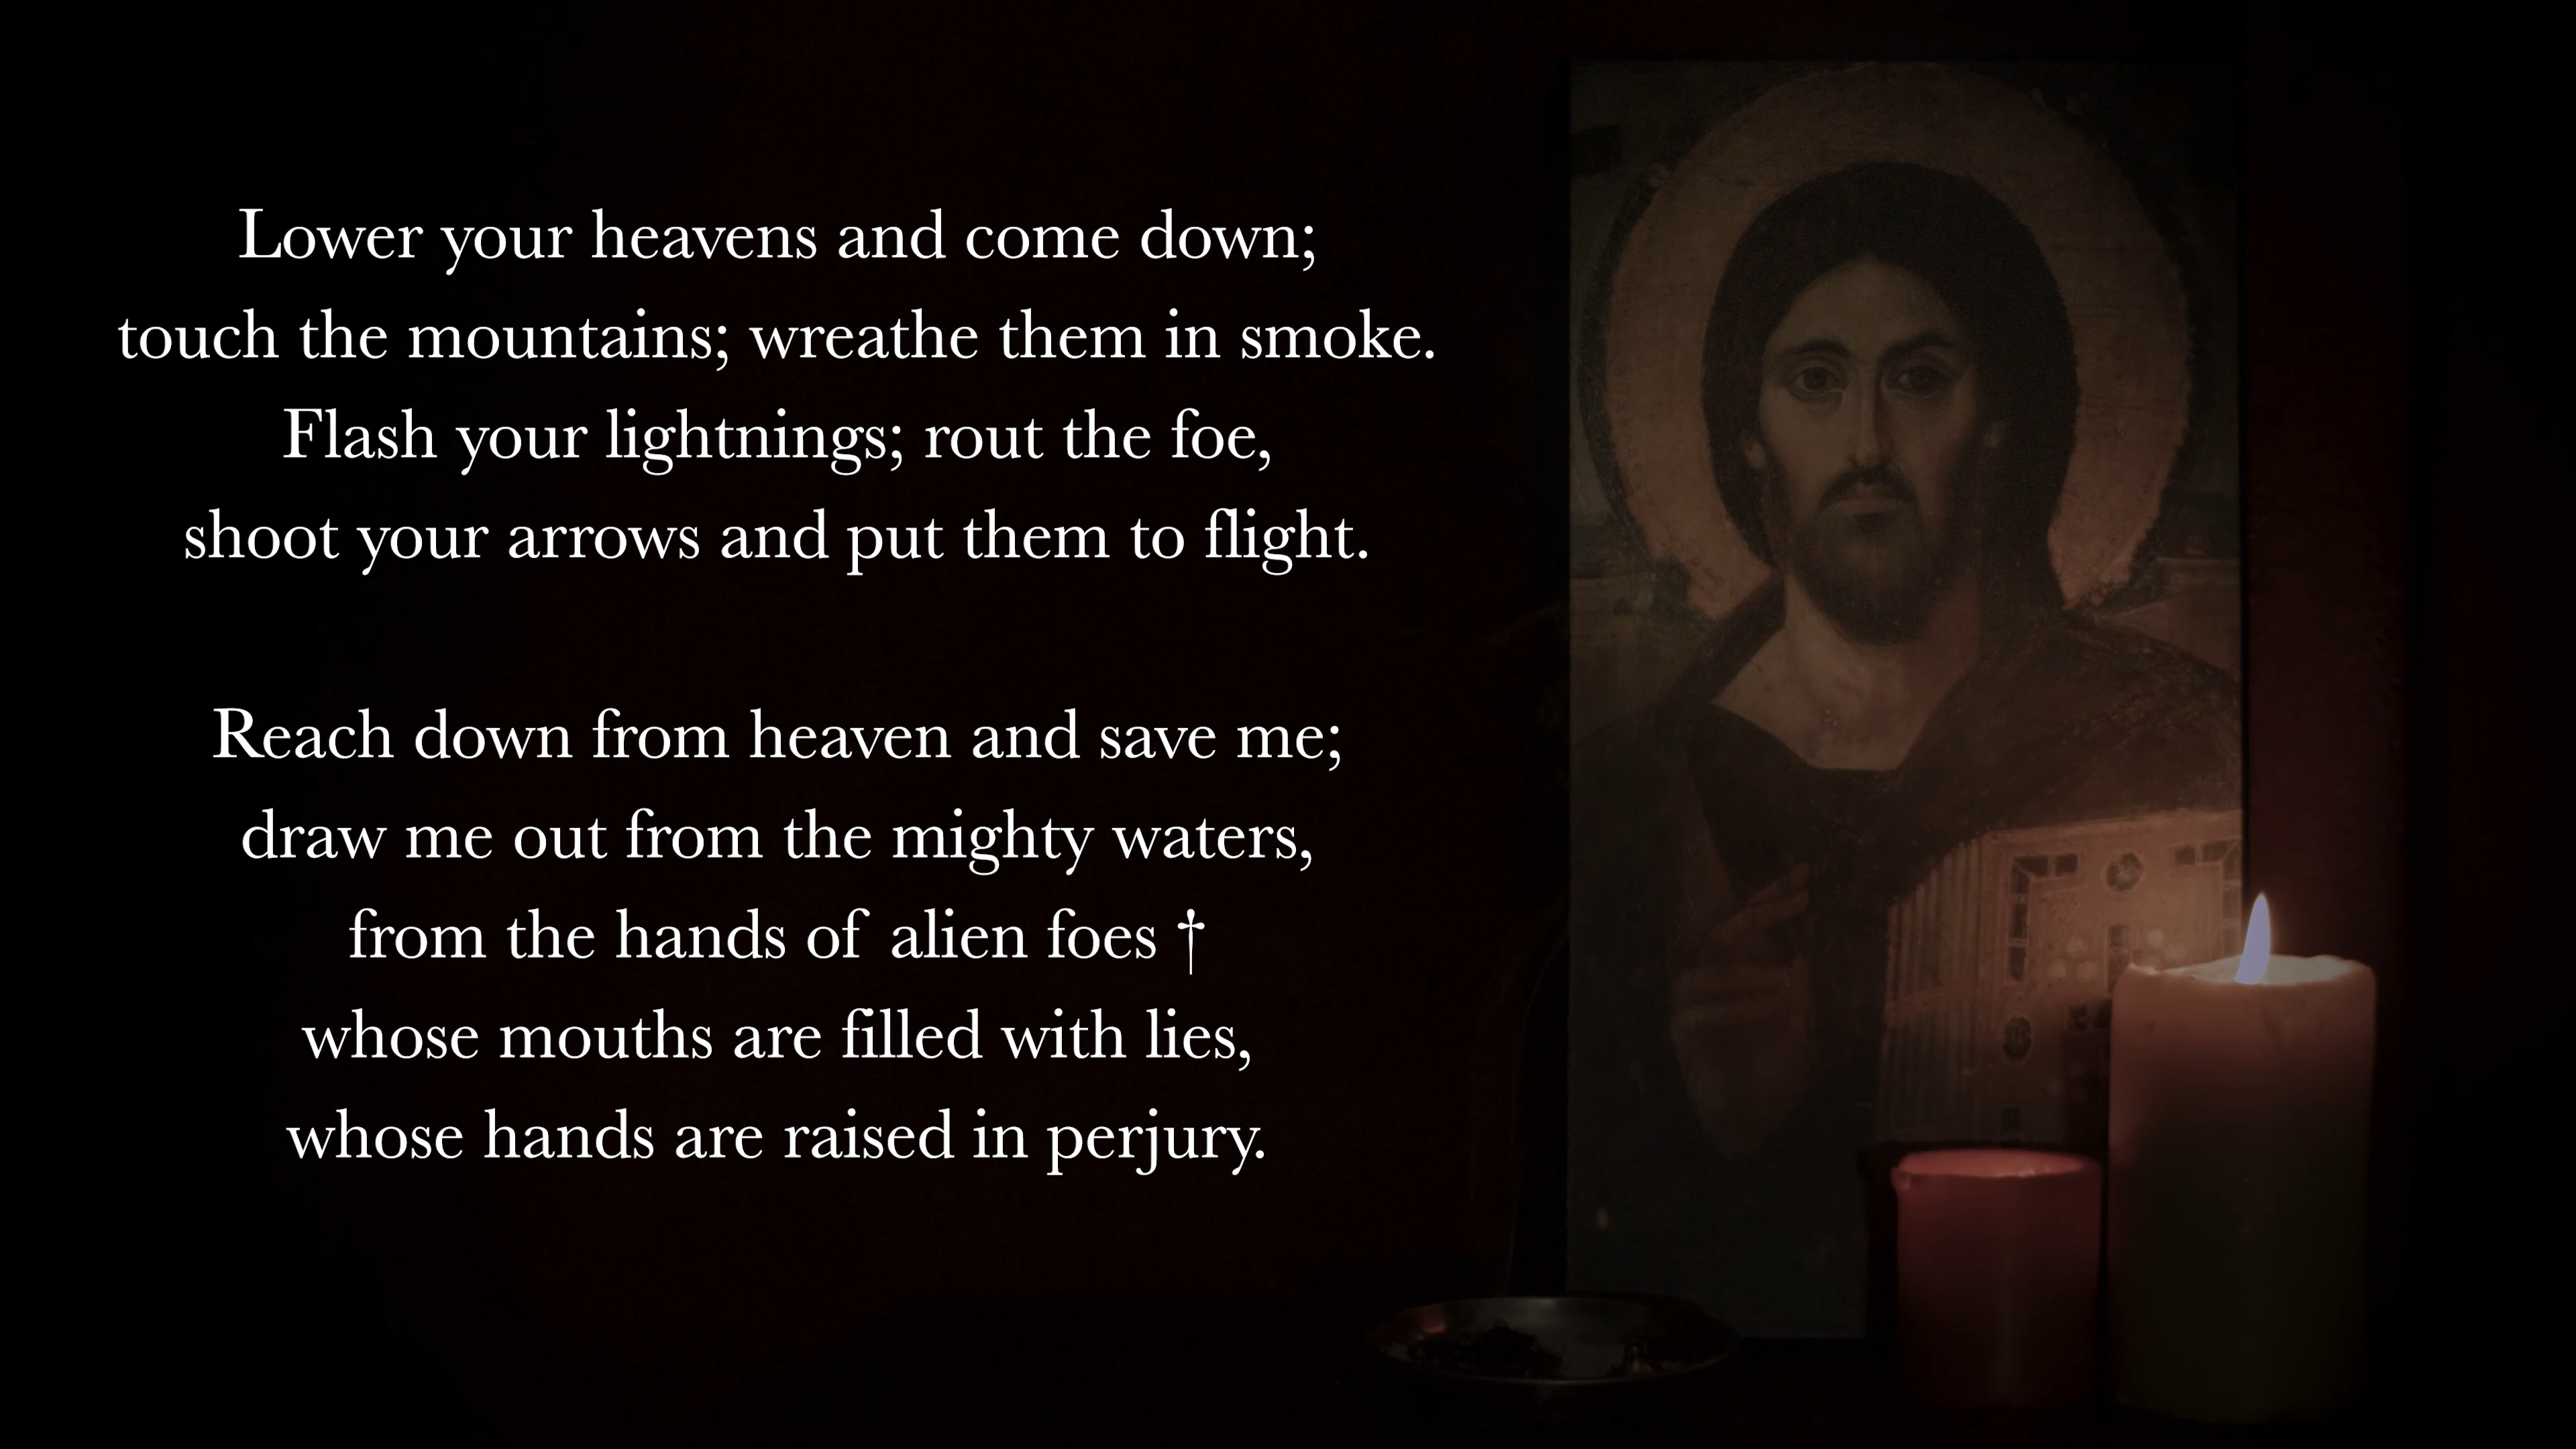 Lower your heavens and come down;
touch the mountains; wreathe them in smoke.
Flash your lightnings; rout the foe,
shoot your arrows and put them to flight.
Reach down from heaven and save me;
draw me out from the mighty waters,
from the hands of alien foes †
whose mouths are filled with lies,
whose hands are raised in perjury.